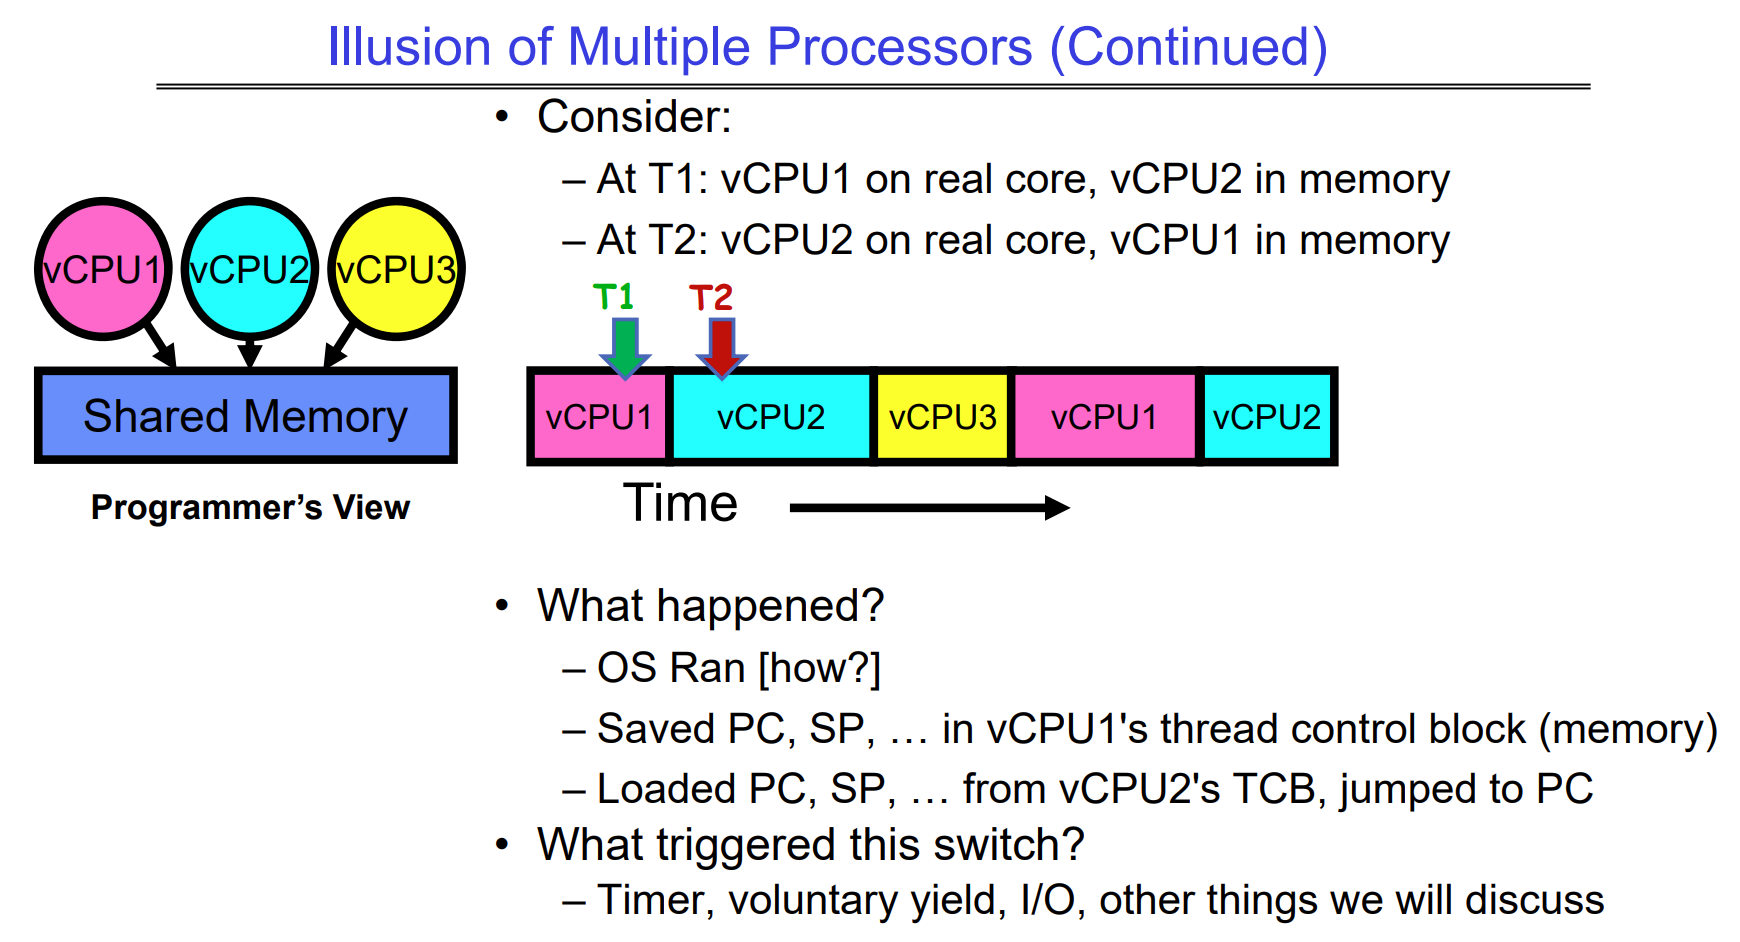 Illusion of Multiple Processors (Continued)
• Consider:
– At T1: vCPU1 on real core, vCPU2 in memory
– At T2: vCPU2 on real core, vCPU1 in memory
vCPU1 vCPU2 vCPU3
Shared Memory
Programmer's View
T1 T2
vCPU1 vCPU2 vCPU3 vCPU1 vCPU2
Time
• What happened?
– OS Ran [how?]
– Saved PC, SP, … in vCPU1's thread control block (memory)
– Loaded PC, SP, … from vCPU2's TCB, jumped to PC
• What triggered this switch?
– Timer, voluntary yield, I/O, other things we will discuss